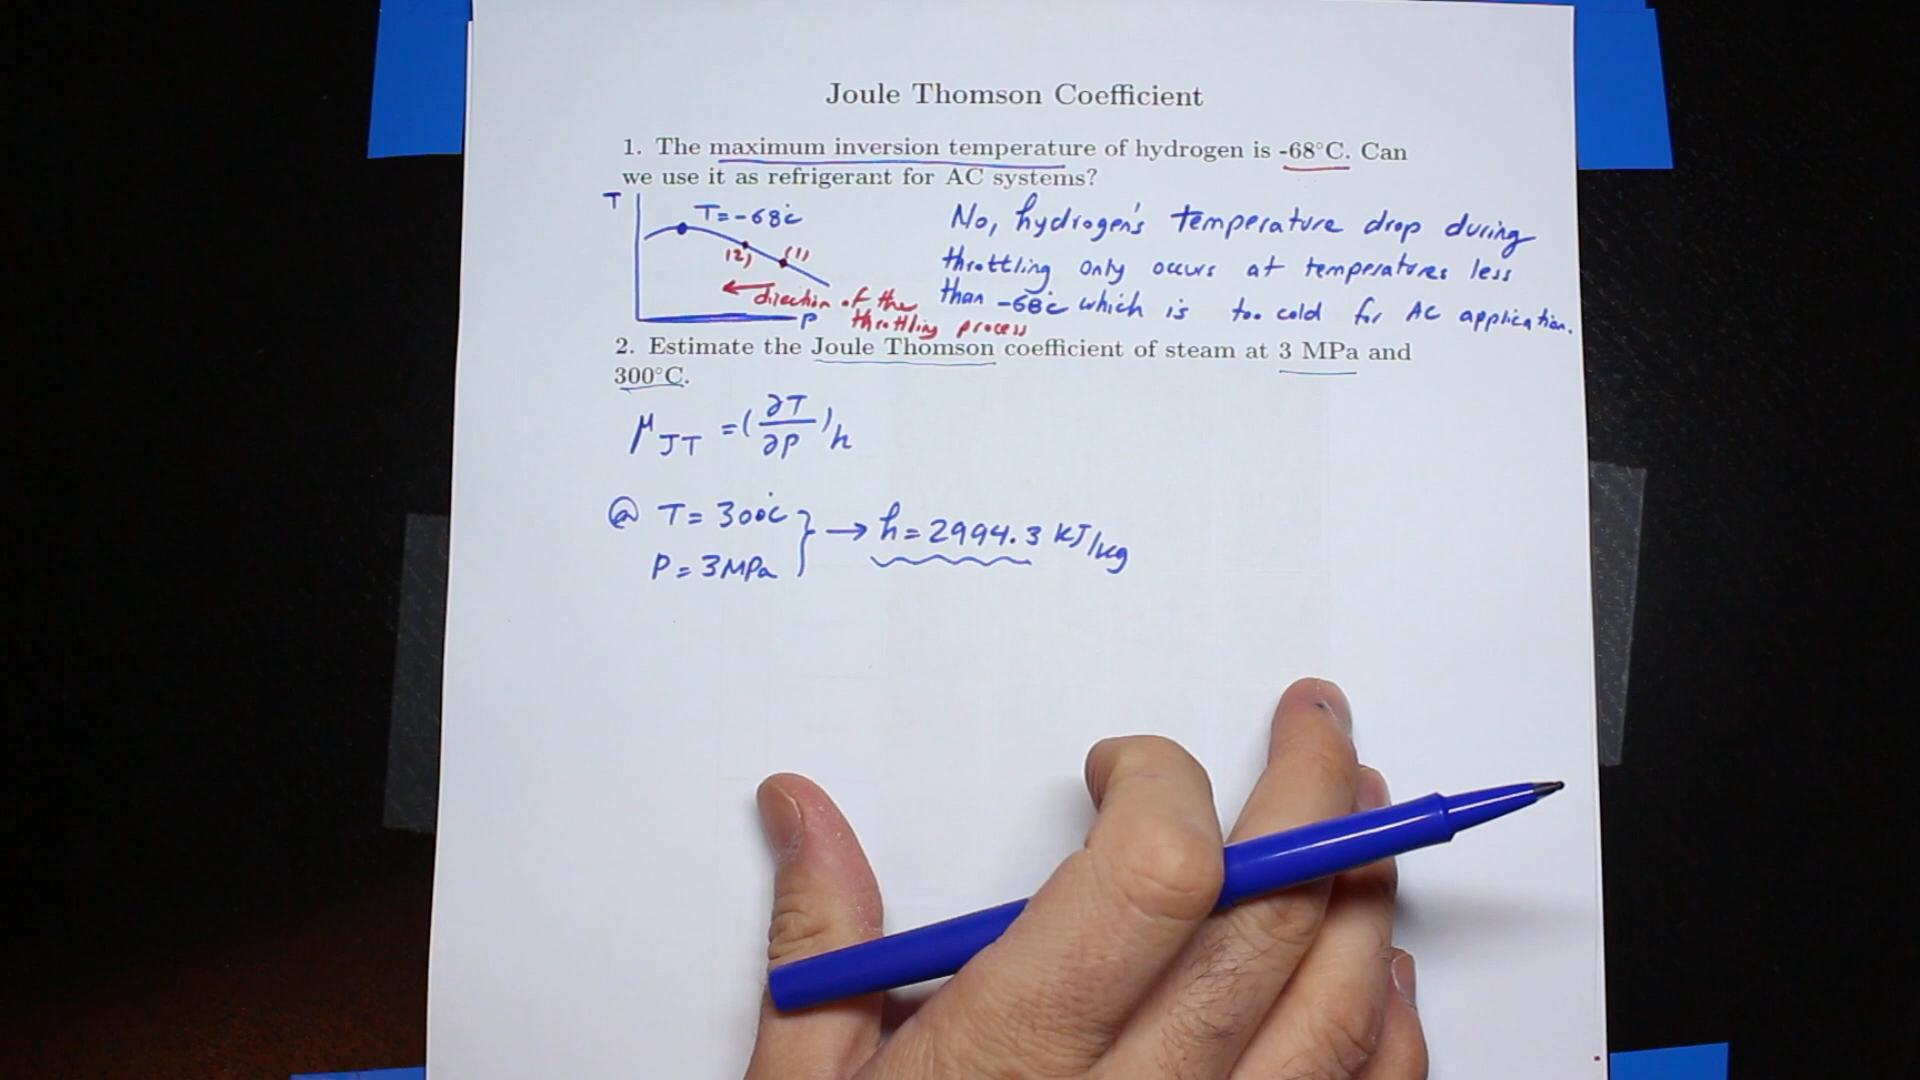 Joule Thomson Coefficient
1. The maximum inversion temperature of hydrogen is -68°C. Can
we use it as refrigerant for AC systems?
T
T=-68°C
(2)
(1)
direction of the
throttling process
P
No, hydrogen's temperature drop during
throttling only occurs at temperatures less
than -68°C which is too cold for AC application.
2. Estimate the Joule Thomson coefficient of steam at 3 MPa and
300°C.
μJT = (∂T/∂P)h
@ T= 300°C
P = 3MPa } → h = 2994.3 kJ/kg